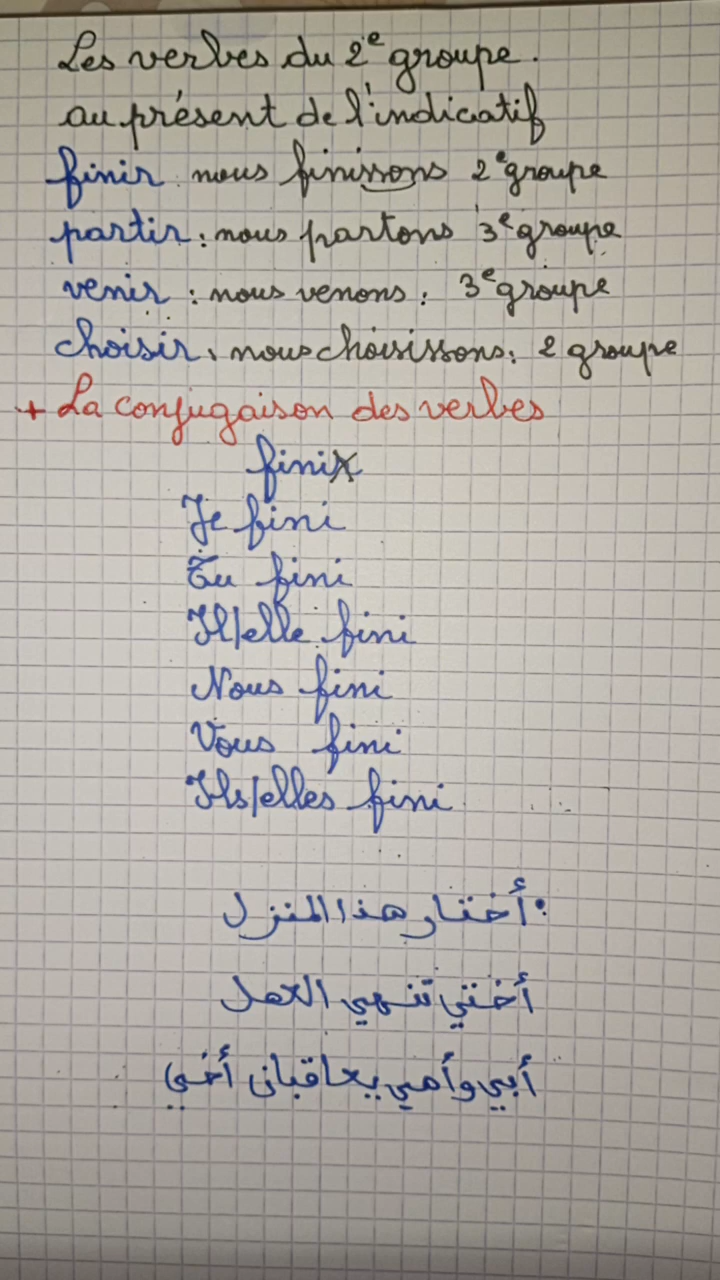 Les verbes du 2e groupe.
au présent de l'indicatif
finir : nous finissons 2e groupe
partir : nous partons 3e groupe
venir : nous venons : 3e groupe
choisir : nous choisissons : 2 groupe
+ La conjugaison des verbes
finir
Je fini
Tu fini
Il/elle fini
Nous fini
Vous fini
Ils/elles fini
• أختار هذا المنزل
أختي تنهي العمل
أبي وأمي يعاقبان أخي